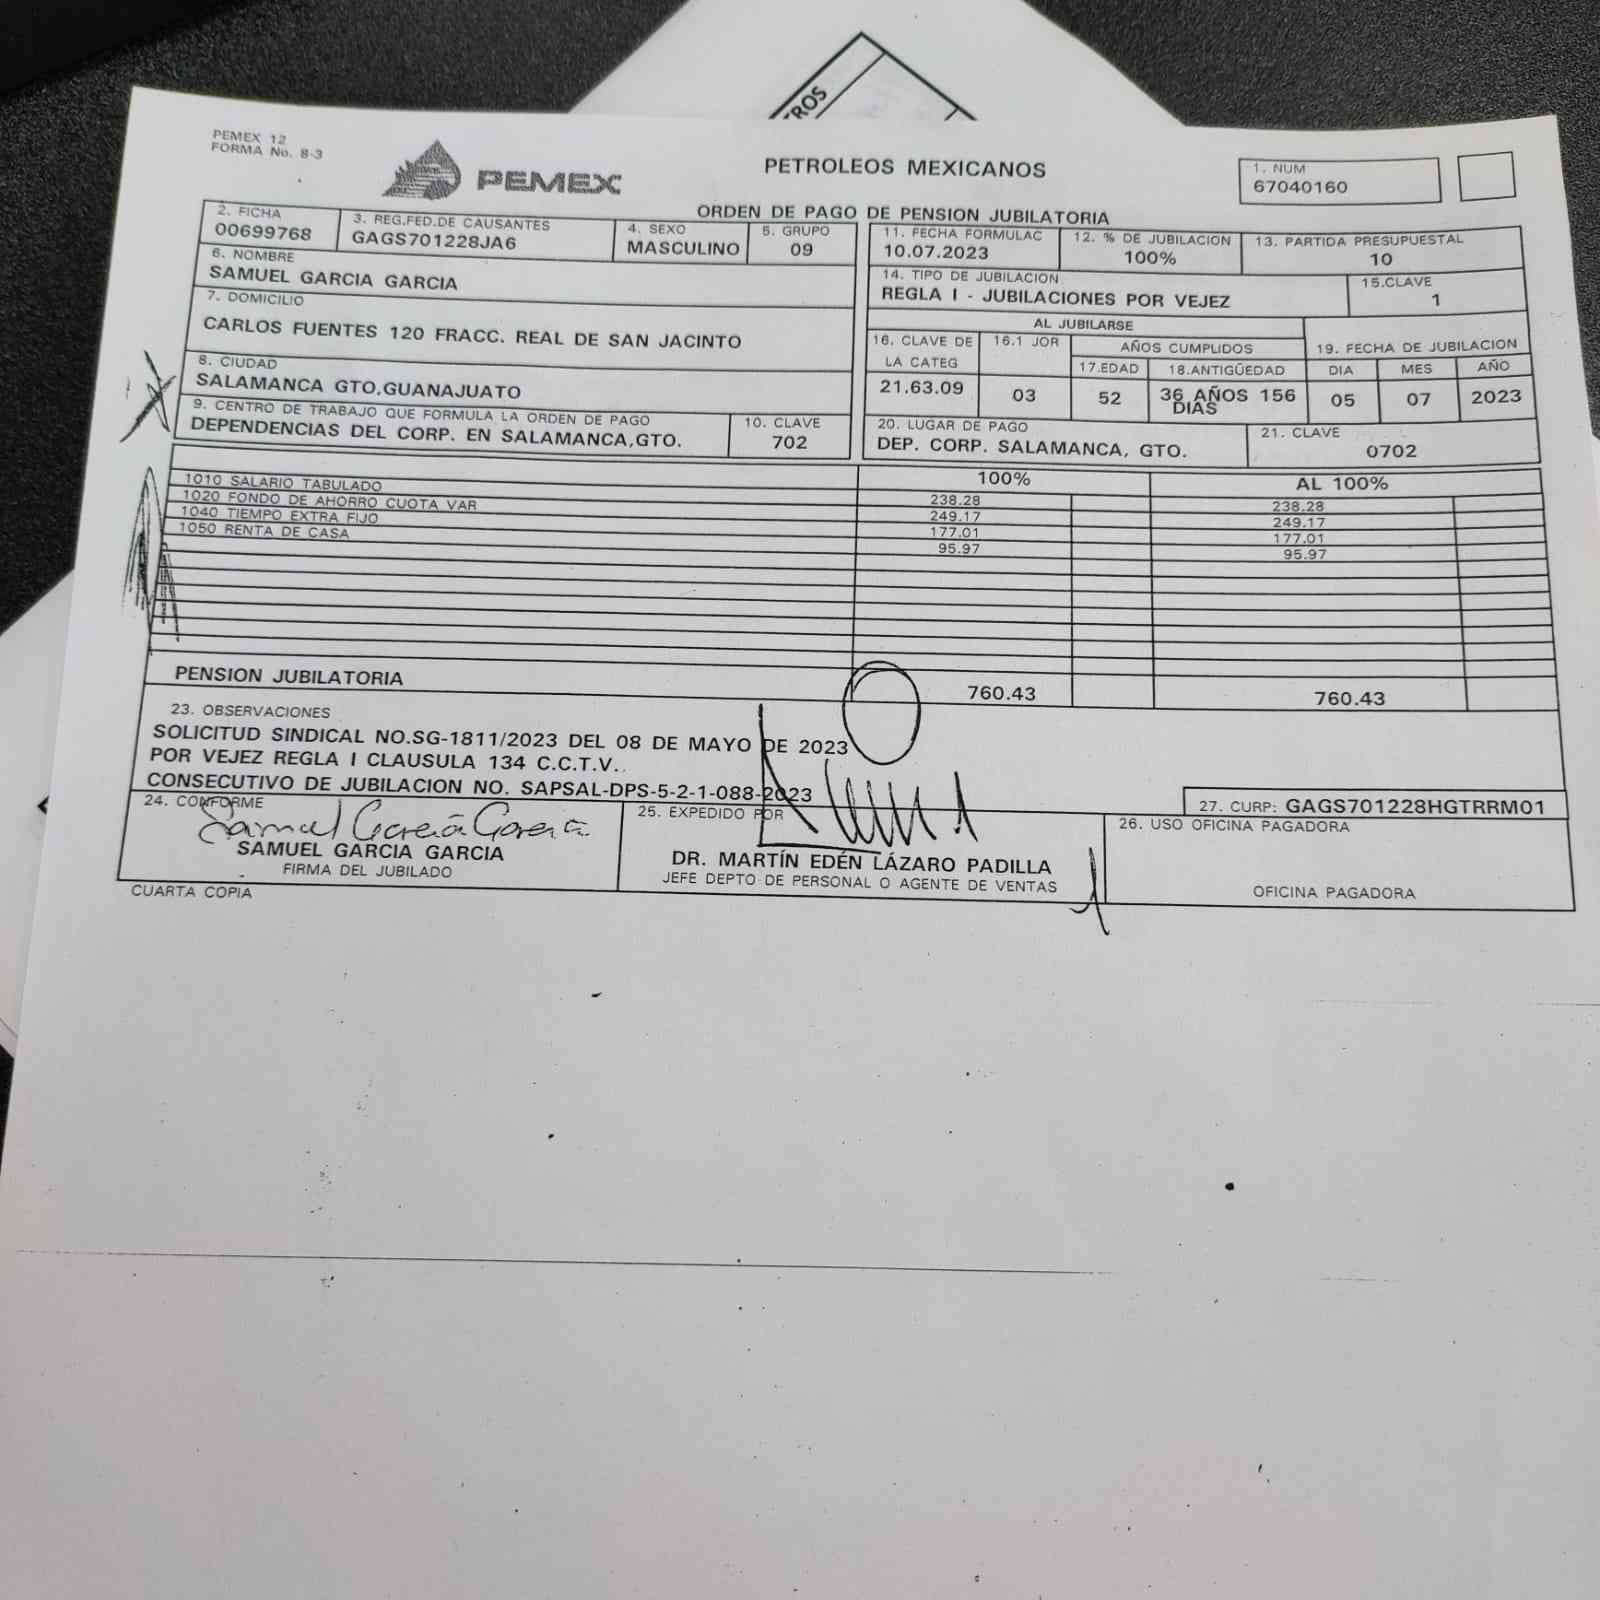 ROS
PEMEX 12
FORMA No. 8-3
PEMEX
PETROLEOS MEXICANOS
1. NUM
67040160
ORDEN DE PAGO DE PENSION JUBILATORIA
2. FICHA
00699768
3. REG.FED.DE CAUSANTES
GAGS701228JA6
4. SEXO
MASCULINO
5. GRUPO
09
11. FECHA FORMULAC
10.07.2023
12. % DE JUBILACION
100%
13. PARTIDA PRESUPUESTAL
10
6. NOMBRE
SAMUEL GARCIA GARCIA
14. TIPO DE JUBILACION
REGLA I - JUBILACIONES POR VEJEZ
15.CLAVE
1
7. DOMICILIO
CARLOS FUENTES 120 FRACC. REAL DE SAN JACINTO
AL JUBILARSE
16. CLAVE DE
LA CATEG
21.63.09
16.1 JOR
03
AÑOS CUMPLIDOS
17.EDAD
52
18.ANTIGÜEDAD
36 AÑOS 156
DIAS
19. FECHA DE JUBILACION
DIA MES AÑO
05 07 2023
8. CIUDAD
SALAMANCA GTO,GUANAJUATO
9. CENTRO DE TRABAJO QUE FORMULA LA ORDEN DE PAGO
DEPENDENCIAS DEL CORP. EN SALAMANCA,GTO.
10. CLAVE
702
20. LUGAR DE PAGO
DEP. CORP. SALAMANCA, GTO.
21. CLAVE
0702
100% AL 100%
1010 SALARIO TABULADO 238.28 238.28
1020 FONDO DE AHORRO CUOTA VAR 249.17 249.17
1040 TIEMPO EXTRA FIJO 177.01 177.01
1050 RENTA DE CASA 95.97 95.97
PENSION JUBILATORIA 760.43 760.43
23. OBSERVACIONES
SOLICITUD SINDICAL NO.SG-1811/2023 DEL 08 DE MAYO DE 2023
POR VEJEZ REGLA I CLAUSULA 134 C.C.T.V..
CONSECUTIVO DE JUBILACION NO. SAPSAL-DPS-5-2-1-088-2023
27. CURP: GAGS701228HGTRRM01
24. CONFORME
Samuel Garcia Garcia
SAMUEL GARCIA GARCIA
FIRMA DEL JUBILADO
25. EXPEDIDO POR
DR. MARTÍN EDÉN LÁZARO PADILLA
JEFE DEPTO DE PERSONAL O AGENTE DE VENTAS
26. USO OFICINA PAGADORA
OFICINA PAGADORA
CUARTA COPIA